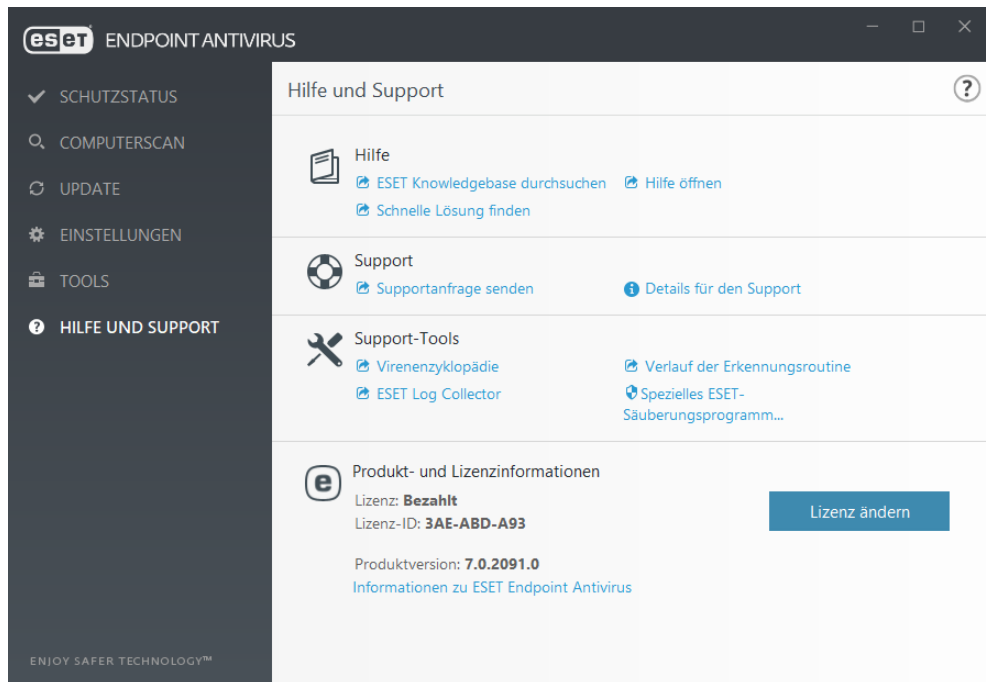 eset ENDPOINT ANTIVIRUS
SCHUTZSTATUS
COMPUTERSCAN
UPDATE
EINSTELLUNGEN
TOOLS
HILFE UND SUPPORT
ENJOY SAFER TECHNOLOGY™
Hilfe und Support
?
Hilfe
ESET Knowledgebase durchsuchen
Hilfe öffnen
Schnelle Lösung finden
Support
Supportanfrage senden
Details für den Support
Support-Tools
Virenenzyklopädie
Verlauf der Erkennungsroutine
ESET Log Collector
Spezielles ESET-
Säuberungsprogramm...
Produkt- und Lizenzinformationen
Lizenz: Bezahlt
Lizenz-ID: 3AE-ABD-A93
Lizenz ändern
Produktversion: 7.0.2091.0
Informationen zu ESET Endpoint Antivirus